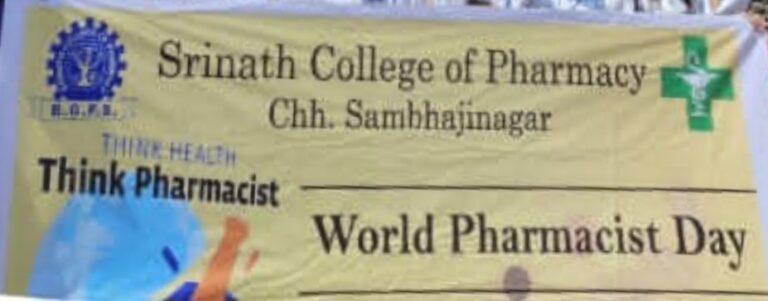 Srinath College of Pharmacy
Chh. Sambhajinagar
THINK HEALTH
Think Pharmacist
World Pharmacist Day